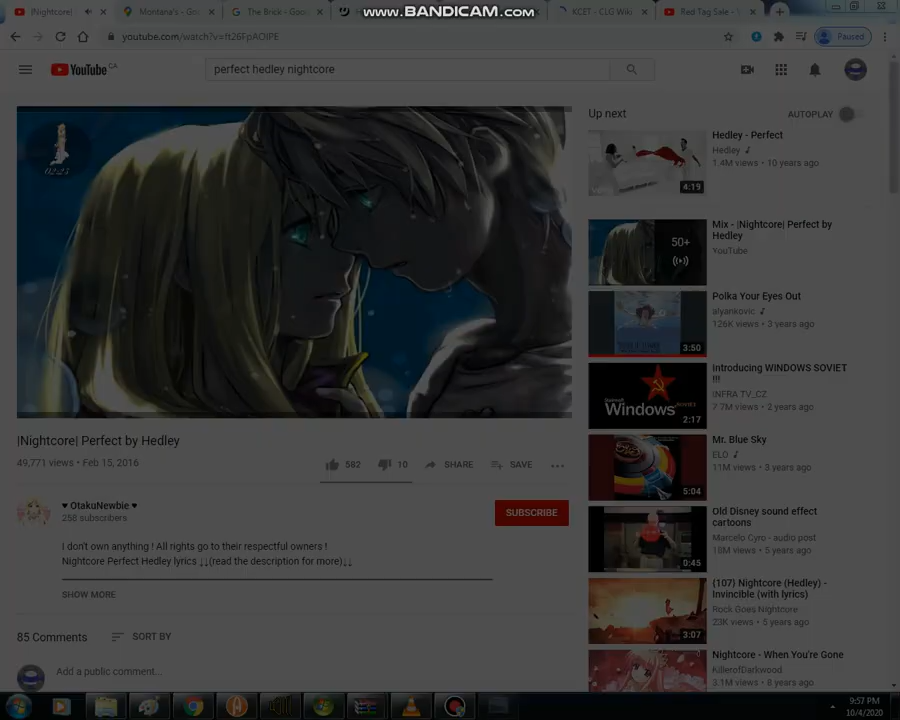 www.BANDICAM.com
|Nightcore|
Montana's - Go
The Brick - Goo
KCET - CLG Wiki
Red Tag Sale -
youtube.com/watch?v=ft26FpAOIPE
Paused
YouTube CA
perfect hedley nightcore
02:23
Up next
AUTOPLAY
Hedley - Perfect
Hedley
1.4M views • 10 years ago
4:19
Mix - |Nightcore| Perfect by
Hedley
YouTube
50+
Polka Your Eyes Out
alyankovic
126K views • 3 years ago
3:50
Introducing WINDOWS SOVIET
!!!
INFRA TV_CZ
7.7M views • 2 years ago
Windows
2:17
|Nightcore| Perfect by Hedley
49,771 views • Feb 15, 2016
582
10
SHARE
SAVE
Mr. Blue Sky
ELO
11M views • 3 years ago
5:04
♥ OtakuNewbie ♥
258 subscribers
SUBSCRIBE
I don't own anything ! All rights go to their respectful owners !
Nightcore Perfect Hedley lyrics ↓↓(read the description for more)↓↓
SHOW MORE
Old Disney sound effect
cartoons
Marcelo Cyro - audio post
18M views • 5 years ago
0:45
{107} Nightcore (Hedley) -
Invincible (with lyrics)
Rock Goes Nightcore
23K views • 5 years ago
3:07
85 Comments
SORT BY
Add a public comment...
Nightcore - When You're Gone
KillerofDarkwood
3.1M views • 8 years ago
9:57 PM
10/4/2020